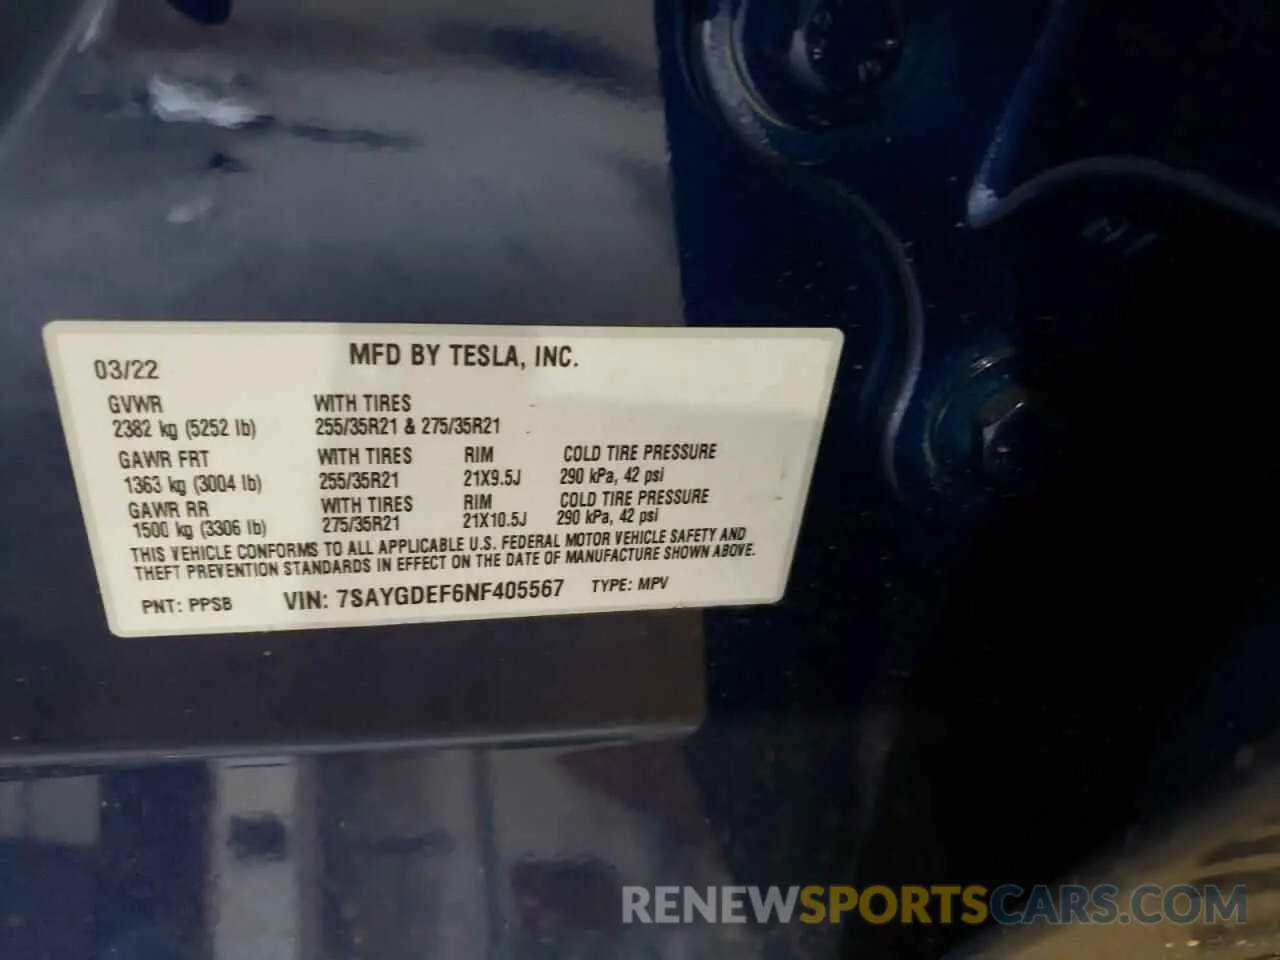 03/22 MFD BY TESLA, INC.
GVWR WITH TIRES
2382 kg (5252 lb) 255/35R21 & 275/35R21
GAWR FRT WITH TIRES RIM COLD TIRE PRESSURE
1363 kg (3004 lb) 255/35R21 21X9.5J 290 kPa, 42 psi
GAWR RR WITH TIRES RIM COLD TIRE PRESSURE
1500 kg (3306 lb) 275/35R21 21X10.5J 290 kPa, 42 psi
THIS VEHICLE CONFORMS TO ALL APPLICABLE U.S. FEDERAL MOTOR VEHICLE SAFETY AND
THEFT PREVENTION STANDARDS IN EFFECT ON THE DATE OF MANUFACTURE SHOWN ABOVE.
PNT: PPSB VIN: 7SAYGDEF6NF405567 TYPE: MPV
RENEWSPORTSCARS.COM